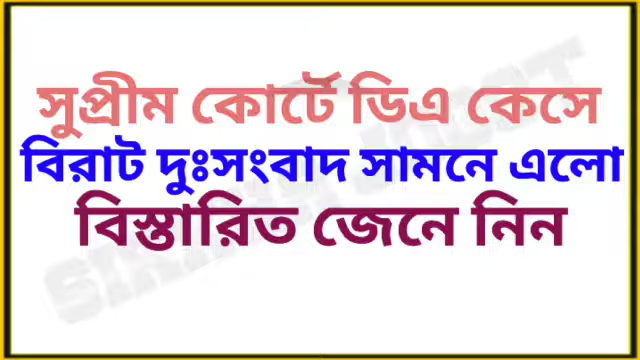 সুপ্রীম কোর্টে ডিএ কেসে
বিরাট দুঃসংবাদ সামনে এলো
বিস্তারিত জেনে নিন